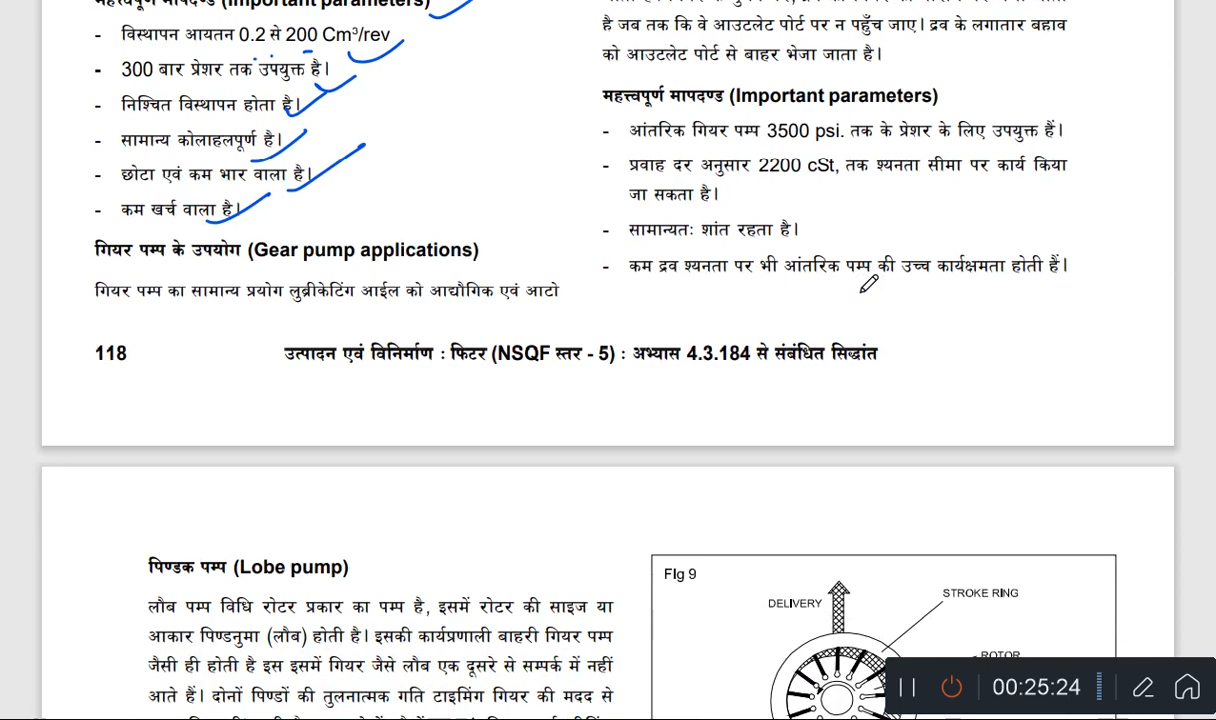 महत्त्वपूर्ण मापदण्ड (Important parameters)
- विस्थापन आयतन 0.2 से 200 Cm³/rev
- 300 बार प्रेशर तक उपयुक्त है।
- निश्चित विस्थापन होता है।
- सामान्य कोलाहलपूर्ण है।
- छोटा एवं कम भार वाला है।
- कम खर्च वाला है।
गियर पम्प के उपयोग (Gear pump applications)
गियर पम्प का सामान्य प्रयोग लुब्रीकेटिंग आईल को आद्यौगिक एवं आटो
है जब तक कि वे आउटलेट पोर्ट पर न पहुँच जाए। द्रव के लगातार बहाव
को आउटलेट पोर्ट से बाहर भेजा जाता है।
महत्त्वपूर्ण मापदण्ड (Important parameters)
- आंतरिक गियर पम्प 3500 psi. तक के प्रेशर के लिए उपयुक्त हैं।
- प्रवाह दर अनुसार 2200 cSt, तक श्यनता सीमा पर कार्य किया
जा सकता है।
- सामान्यतः शांत रहता है।
- कम द्रव श्यनता पर भी आंतरिक पम्प की उच्च कार्यक्षमता होती हैं।
118
उत्पादन एवं विनिर्माण : फिटर (NSQF स्तर - 5) : अभ्यास 4.3.184 से संबंधित सिद्धांत
पिण्डक पम्प (Lobe pump)
लौब पम्प विधि रोटर प्रकार का पम्प है, इसमें रोटर की साइज या
आकार पिण्डनुमा (लौब) होती है। इसकी कार्यप्रणाली बाहरी गियर पम्प
जैसी ही होती है इस इसमें गियर जैसे लौब एक दूसरे से सम्पर्क में नहीं
आते हैं। दोनों पिण्डों की तुलनात्मक गति टाइमिंग गियर की मदद से
FIg 9
DELIVERY
STROKE RING
ROTOR
00:25:24